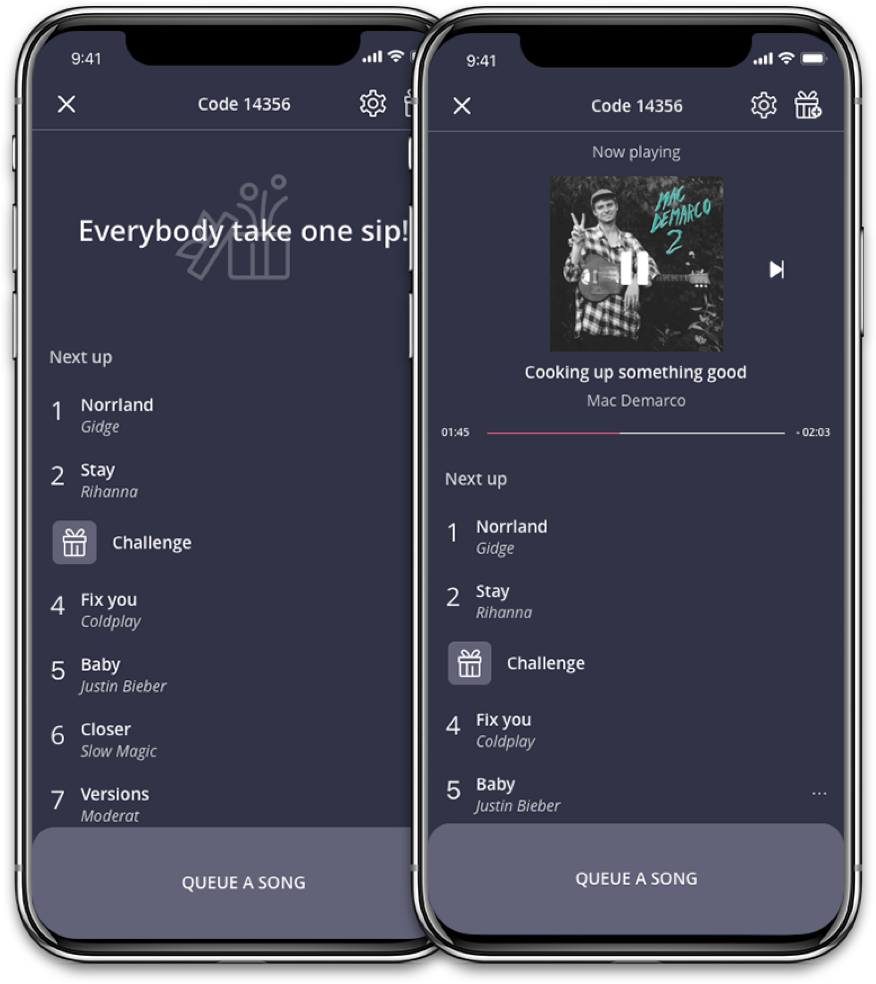 9:41
Code 14356
Everybody take one sip!
Next up
1 Norrland
Gidge
2 Stay
Rihanna
Challenge
4 Fix you
Coldplay
5 Baby
Justin Bieber
6 Closer
Slow Magic
7 Versions
Moderat
QUEUE A SONG
9:41
Code 14356
Now playing
MAC
DEMARCO
2
Cooking up something good
Mac Demarco
01:45 - 02:03
Next up
1 Norrland
Gidge
2 Stay
Rihanna
Challenge
4 Fix you
Coldplay
5 Baby ...
Justin Bieber
QUEUE A SONG